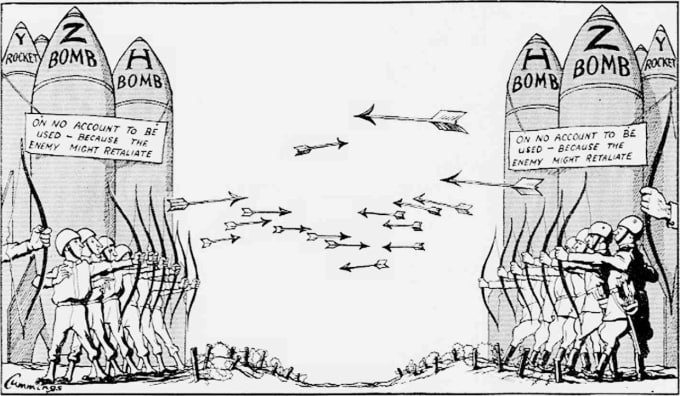 Y
ROCKET
Z
BOMB
H
BOMB
ON NO ACCOUNT TO BE
USED – BECAUSE THE
ENEMY MIGHT RETALIATE
H
BOMB
Z
BOMB
Y
ROCKET
ON NO ACCOUNT TO BE
USED – BECAUSE THE
ENEMY MIGHT RETALIATE
Cummings